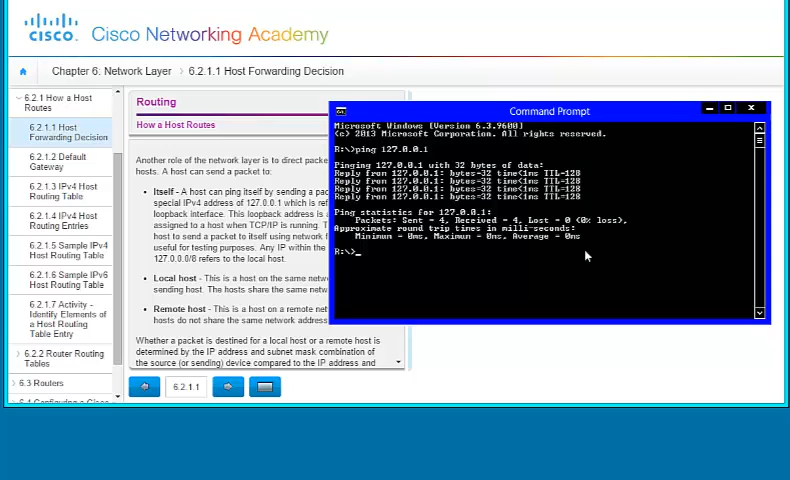 cisco. Cisco Networking Academy
Chapter 6: Network Layer > 6.2.1.1 Host Forwarding Decision
6.2.1 How a Host
Routes
6.2.1.1 Host
Forwarding Decision
6.2.1.2 Default
Gateway
6.2.1.3 IPv4 Host
Routing Table
6.2.1.4 IPv4 Host
Routing Entries
6.2.1.5 Sample IPv4
Host Routing Table
6.2.1.6 Sample IPv6
Host Routing Table
6.2.1.7 Activity -
Identify Elements of
a Host Routing
Table Entry
6.2.2 Router Routing
Tables
6.3 Routers
Routing
How a Host Routes
Another role of the network layer is to direct
hosts. A host can send a packet to:
• Itself - A host can ping itself by sending a
special IPv4 address of 127.0.0.1 which is
loopback interface. This loopback address is
assigned to a host when TCP/IP is running.
host to send a packet to itself using network
useful for testing purposes. Any IP within the
127.0.0.0/8 refers to the local host.
• Local host - This is a host on the same
sending host. The hosts share the same
• Remote host - This is a host on a remote
hosts do not share the same network
Whether a packet is destined for a local host or a remote host is
determined by the IP address and subnet mask combination of
the source (or sending) device compared to the IP address and
6.2.1.1
Command Prompt
Microsoft Windows [Version 6.3.9600]
(c) 2013 Microsoft Corporation. All rights reserved.
R:\>ping 127.0.0.1
Pinging 127.0.0.1 with 32 bytes of data:
Reply from 127.0.0.1: bytes=32 time<1ms TTL=128
Reply from 127.0.0.1: bytes=32 time<1ms TTL=128
Reply from 127.0.0.1: bytes=32 time<1ms TTL=128
Reply from 127.0.0.1: bytes=32 time<1ms TTL=128
Ping statistics for 127.0.0.1:
Packets: Sent = 4, Received = 4, Lost = 0 (0% loss),
Approximate round trip times in milli-seconds:
Minimum = 0ms, Maximum = 0ms, Average = 0ms
R:\>_